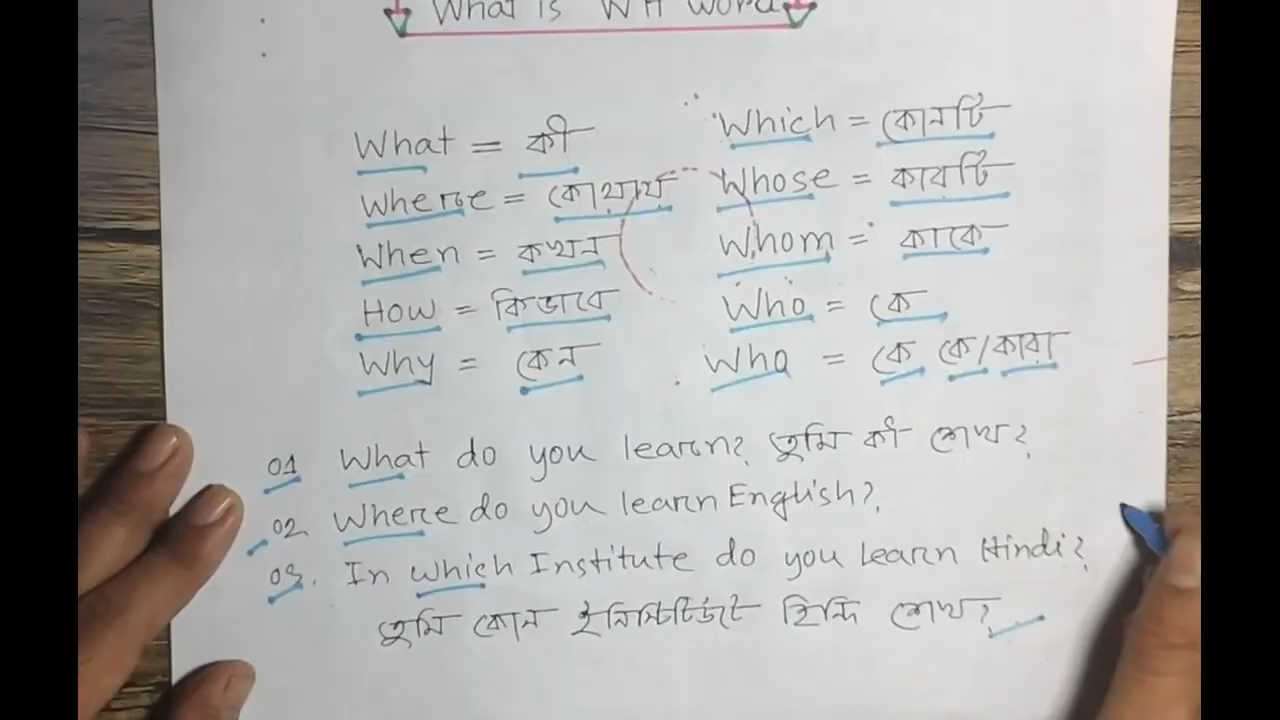 What is WH Word
What = কী
Where = কোথায়
When = কখন
How = কিভাবে
Why = কেন
Which = কোনটি
Whose = কারটি
Whom = কাকে
Who = কে
Who = কে কে/কারা
01 What do you learn? তুমি কী শেখ?
02 Where do you learn English?
03. In which Institute do you Learn Hindi?
তুমি কোন ইনিস্টিটিউটে হিন্দি শেখ?